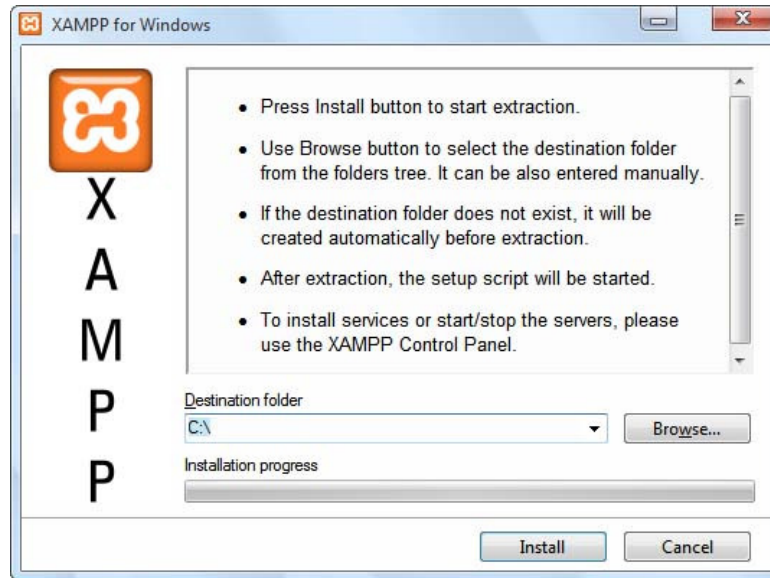 XAMPP for Windows
X
A
M
P
P
• Press Install button to start extraction.
• Use Browse button to select the destination folder
from the folders tree. It can be also entered manually.
• If the destination folder does not exist, it will be
created automatically before extraction.
• After extraction, the setup script will be started.
• To install services or start/stop the servers, please
use the XAMPP Control Panel.
Destination folder
C:\
Browse...
Installation progress
Install
Cancel